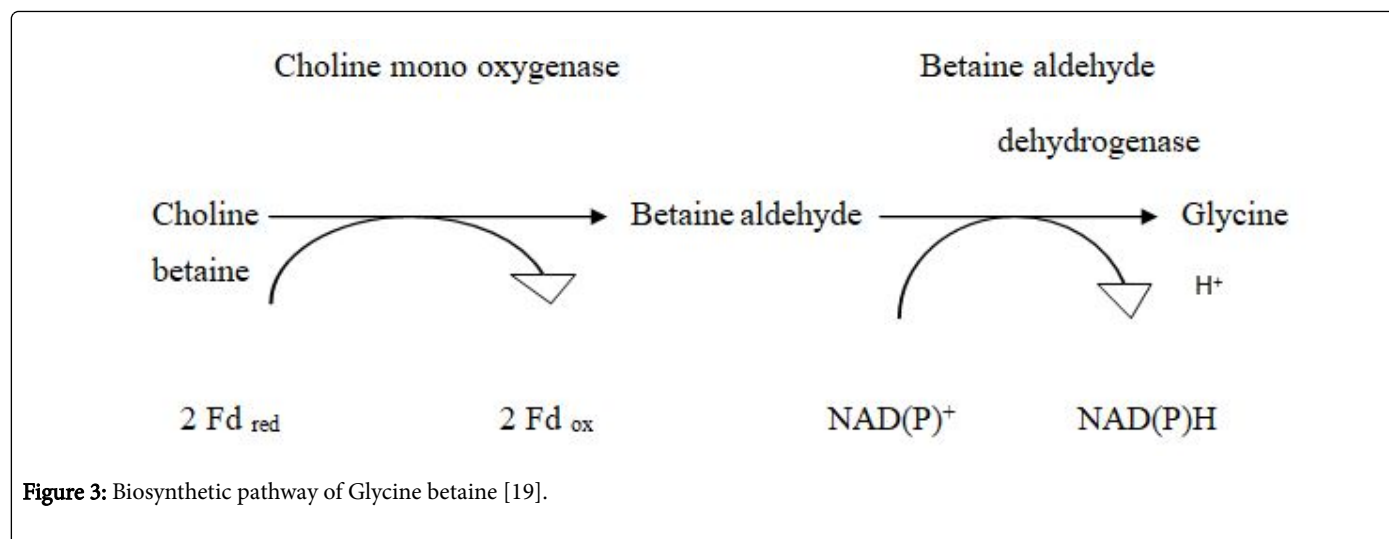 Choline mono oxygenase Betaine aldehyde
dehydrogenase
Choline Betaine aldehyde Glycine
betaine H⁺
2 Fd red 2 Fd ox NAD(P)⁺ NAD(P)H
Figure 3: Biosynthetic pathway of Glycine betaine [19].